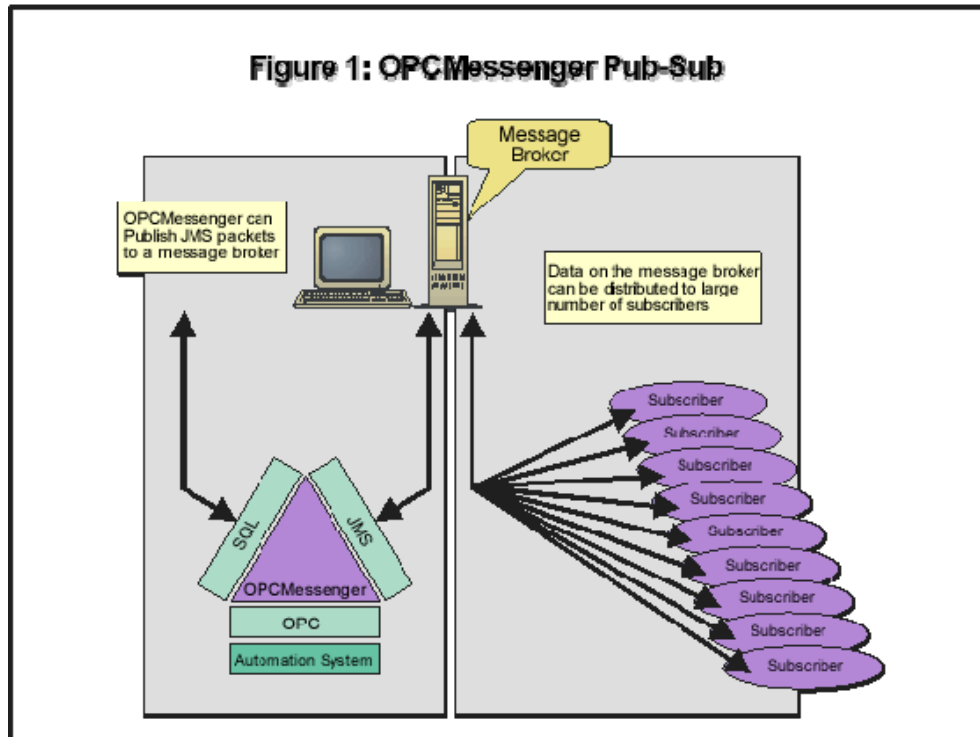 Figure 1: OPCMessenger Pub-Sub
Message
Broker
OPCMessenger can
Publish JMS packets
to a message broker
Data on the message broker
can be distributed to large
number of subscribers
Subscriber
Subscriber
Subscriber
Subscriber
Subscriber
Subscriber
Subscriber
Subscriber
Subscriber
SQL
JMS
OPCMessenger
OPC
Automation System